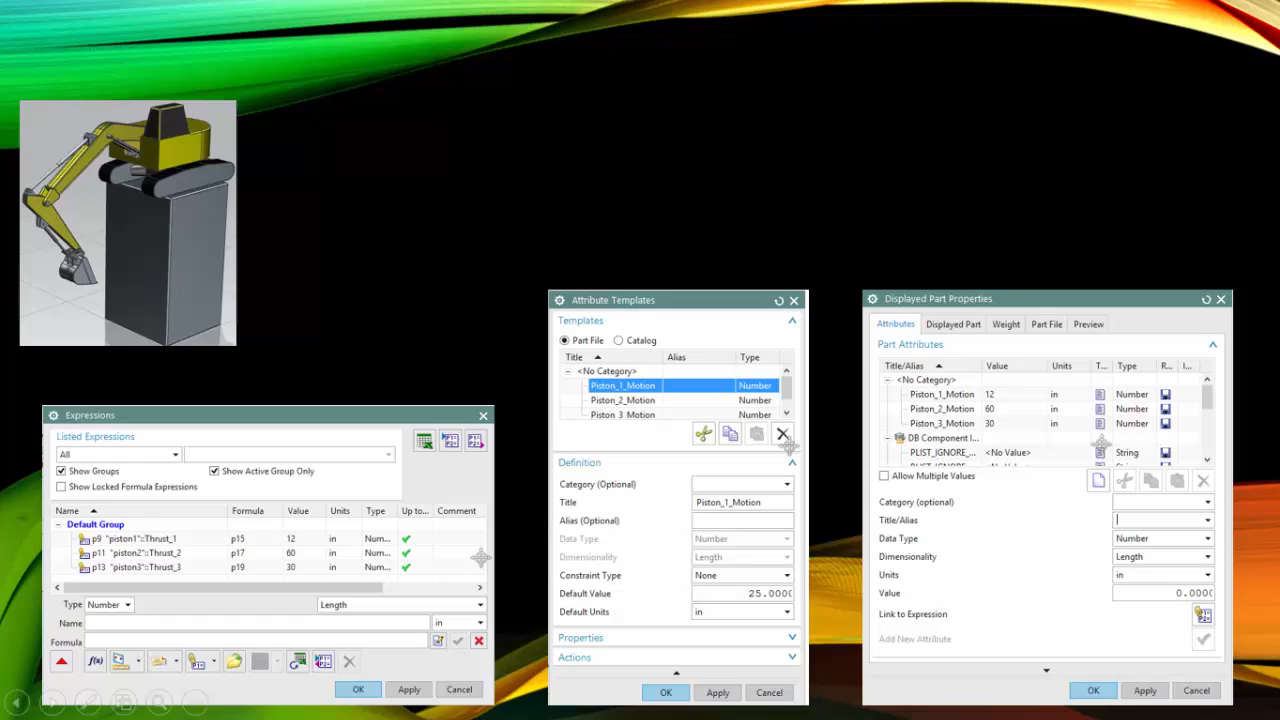 Expressions
Listed Expressions
All
Show Groups
Show Active Group Only
Show Locked Formula Expressions
Name Formula Value Units Type Up to... Comment
Default Group
p9 "piston1"::Thrust_1 p15 12 in Num...
p11 "piston2"::Thrust_2 p17 60 in Num...
p13 "piston3"::Thrust_3 p19 30 in Num...
Type Number Length
Name in
Formula
OK Apply Cancel
Attribute Templates
Templates
Part File Catalog
Title Alias Type
<No Category>
Piston_1_Motion Number
Piston_2_Motion Number
Piston_3_Motion Number
Definition
Category (Optional)
Title Piston_1_Motion
Alias (Optional)
Data Type Number
Dimensionality Length
Constraint Type None
Default Value 25.000(
Default Units in
Properties
Actions
OK Apply Cancel
Displayed Part Properties
Attributes Displayed Part Weight Part File Preview
Part Attributes
Title/Alias Value Units T... Type R... I...
<No Category>
Piston_1_Motion 12 in Number
Piston_2_Motion 60 in Number
Piston_3_Motion 30 in Number
DB Component I...
PLIST_IGNORE_... <No Value> String
Allow Multiple Values
Category (optional)
Title/Alias
Data Type Number
Dimensionality Length
Units in
Value 0.000(
Link to Expression
Add New Attribute
OK Apply Cancel